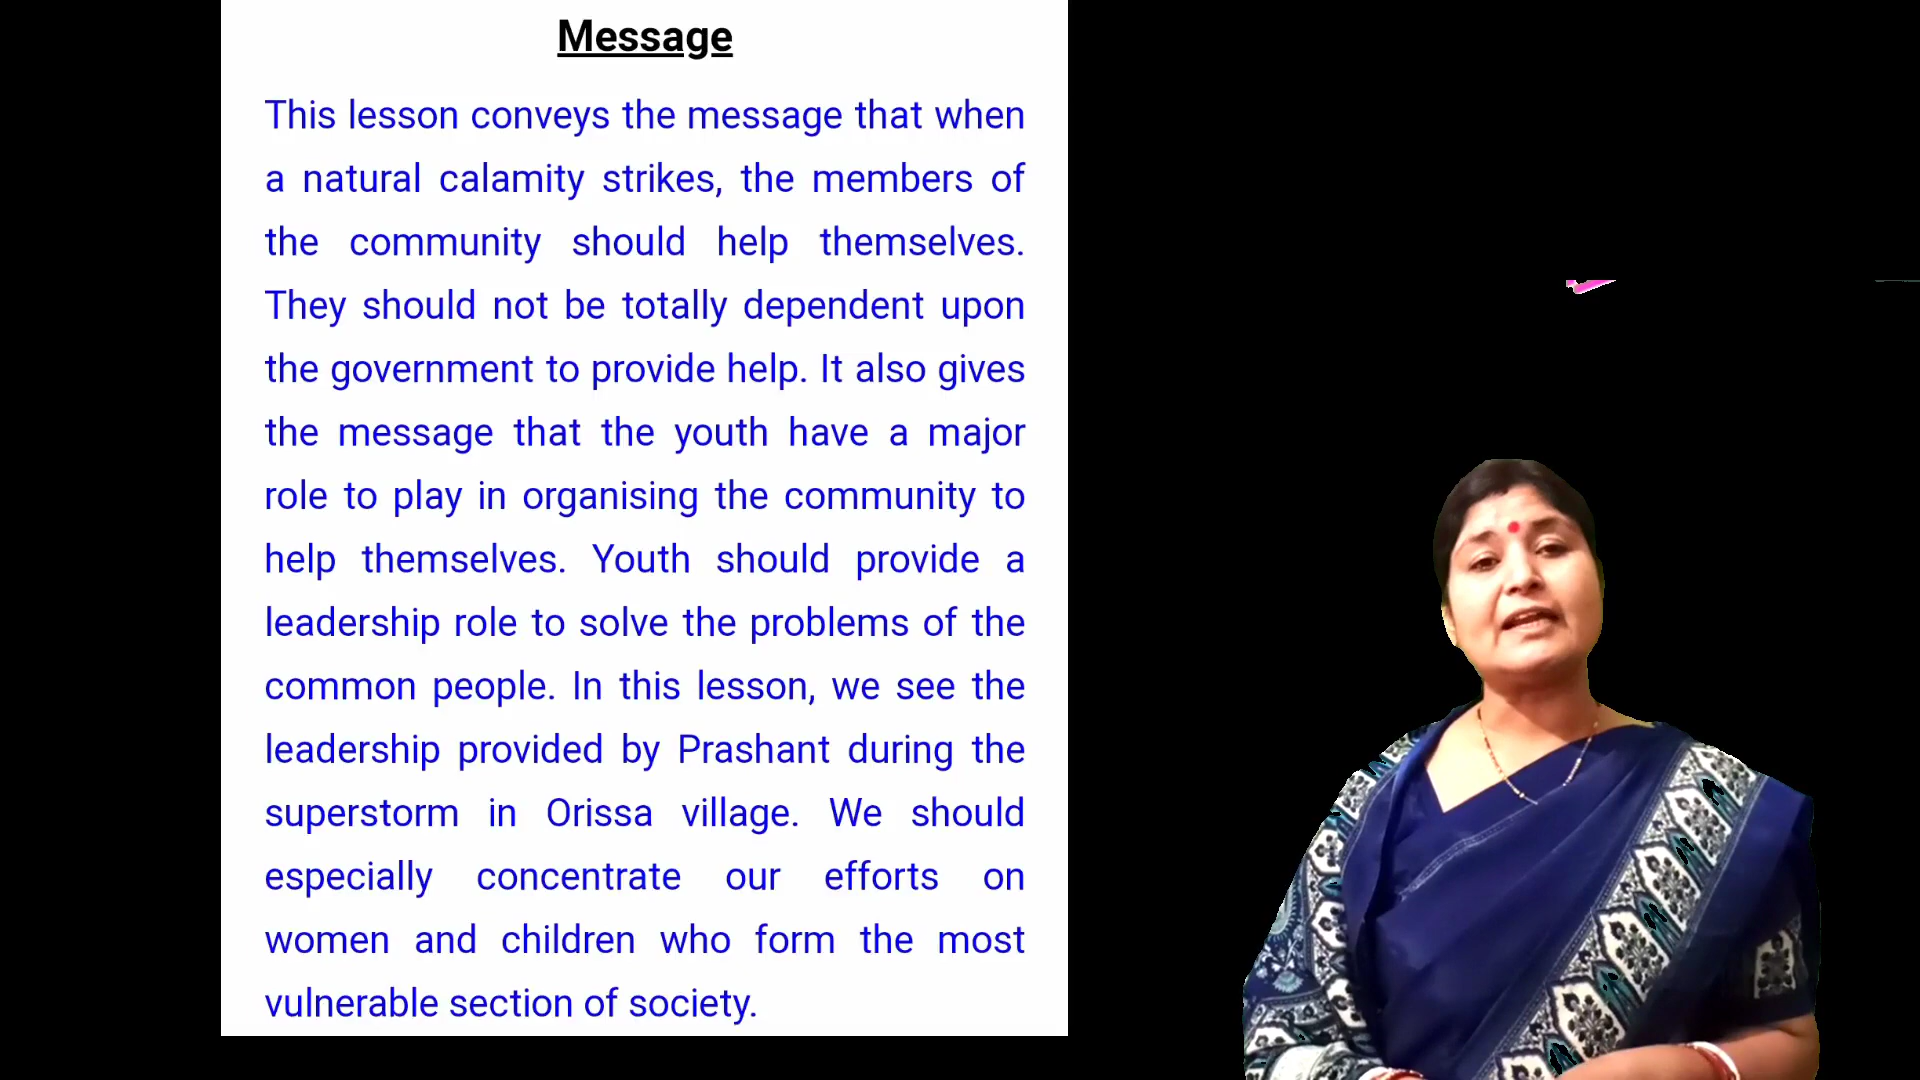 Message
This lesson conveys the message that when
a natural calamity strikes, the members of
the community should help themselves.
They should not be totally dependent upon
the government to provide help. It also gives
the message that the youth have a major
role to play in organising the community to
help themselves. Youth should provide a
leadership role to solve the problems of the
common people. In this lesson, we see the
leadership provided by Prashant during the
superstorm in Orissa village. We should
especially concentrate our efforts on
women and children who form the most
vulnerable section of society.